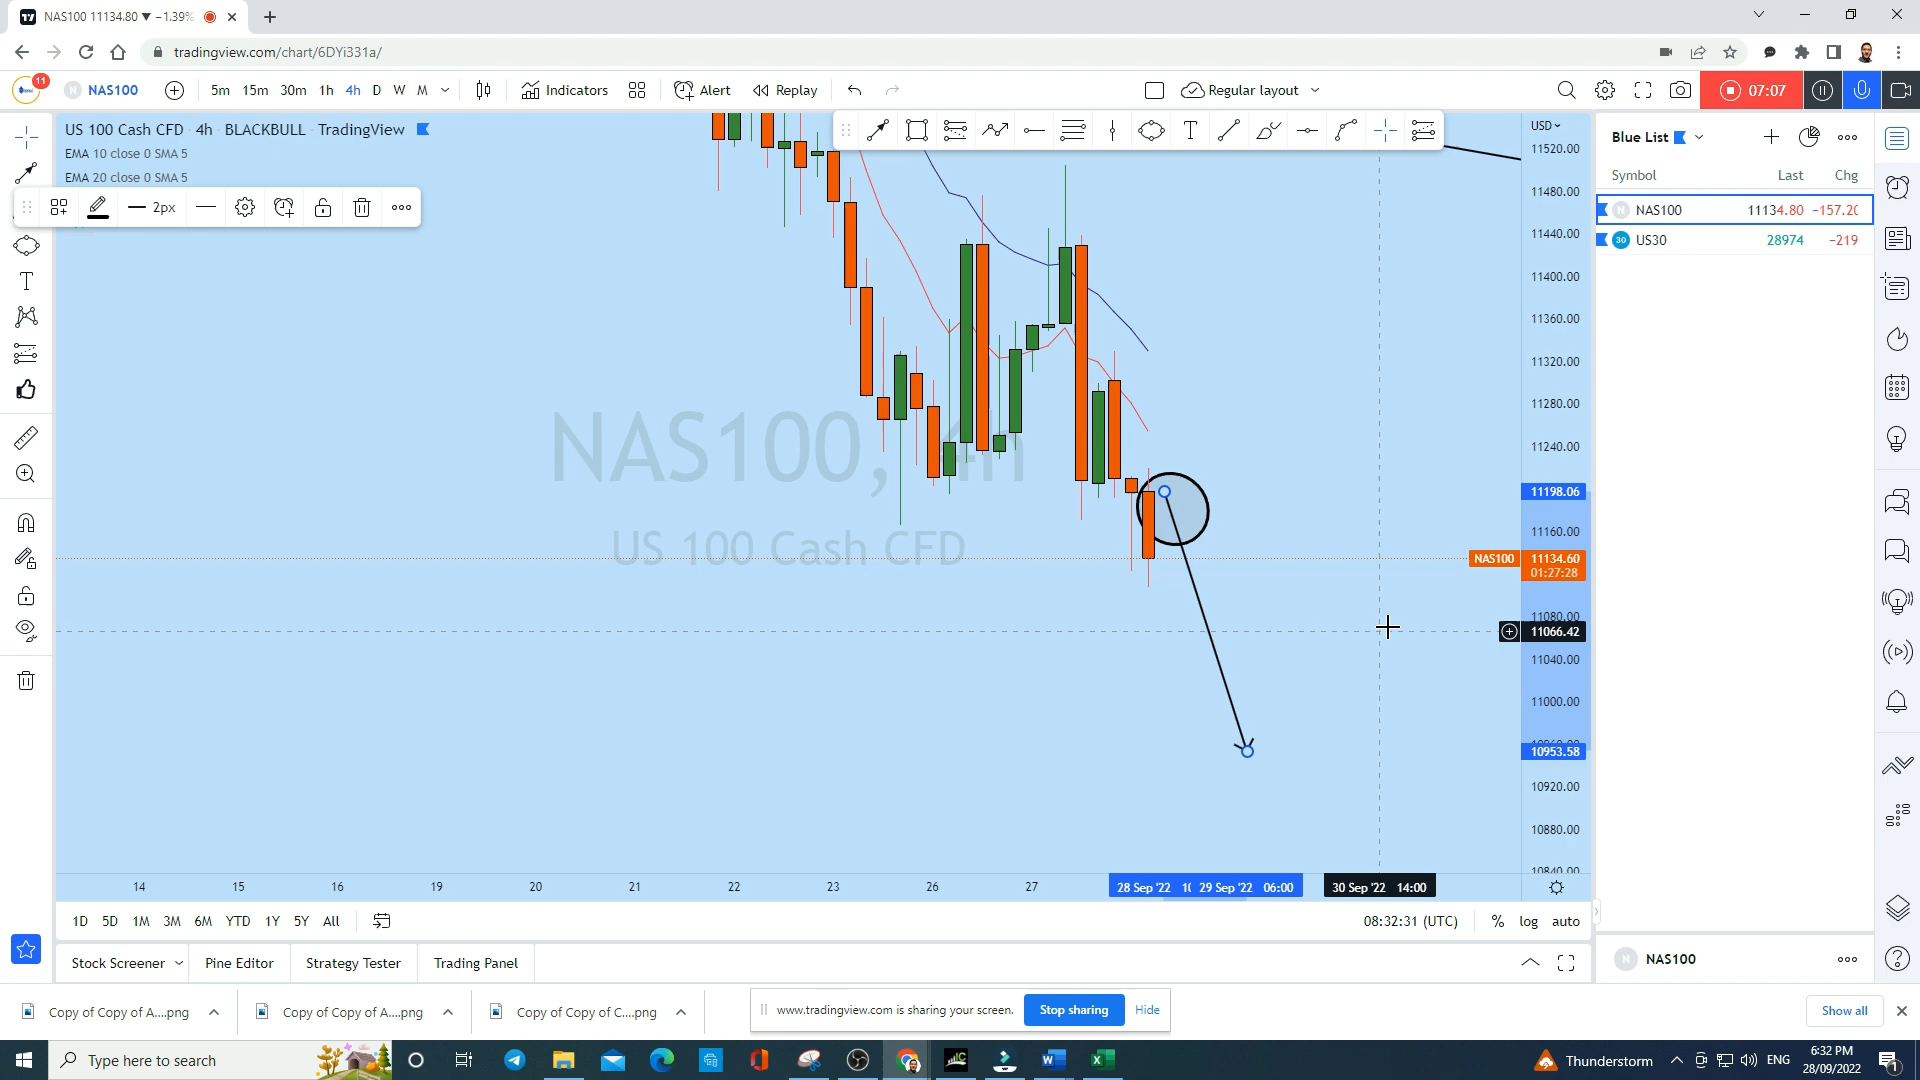 NAS100 11134.80 ▼ −1.39%
tradingview.com/chart/6DYi331a/
11
NAS100
5m 15m 30m 1h 4h D W M
Indicators
Alert
Replay
Regular layout
07:07
US 100 Cash CFD · 4h · BLACKBULL · TradingView
EMA 10 close 0 SMA 5
EMA 20 close 0 SMA 5
2px
NAS100, 4h
US 100 Cash CFD
USD
11520.00
11480.00
11440.00
11400.00
11360.00
11320.00
11280.00
11240.00
11198.06
11160.00
NAS100 11134.60
01:27:28
11080.00
11066.42
11040.00
11000.00
10953.58
10920.00
10880.00
10840.00
14 15 16 19 20 21 22 23 26 27
28 Sep '22 29 Sep '22 06:00
30 Sep '22 14:00
1D 5D 1M 3M 6M YTD 1Y 5Y All
08:32:31 (UTC)
% log auto
Stock Screener
Pine Editor
Strategy Tester
Trading Panel
Blue List
Symbol Last Chg
NAS100 11134.80 −157.20
30 US30 28974 −219
N NAS100
Copy of Copy of A....png
Copy of Copy of A....png
Copy of Copy of C....png
www.tradingview.com is sharing your screen.
Stop sharing
Hide
Show all
Type here to search
Thunderstorm
ENG
6:32 PM
28/09/2022
1